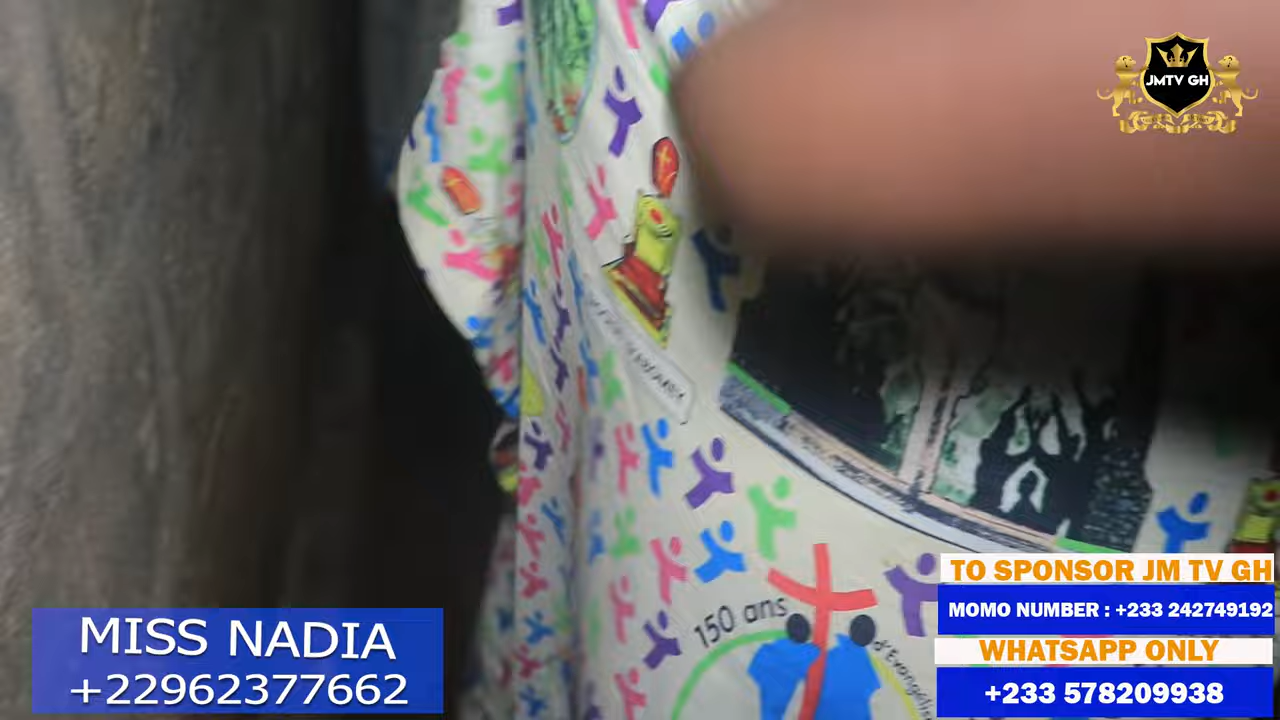 JMTV GH
150 ans
d'Evangélis
TO SPONSOR JM TV GH
MOMO NUMBER : +233 242749192
WHATSAPP ONLY
+233 578209938
MISS NADIA
+22962377662